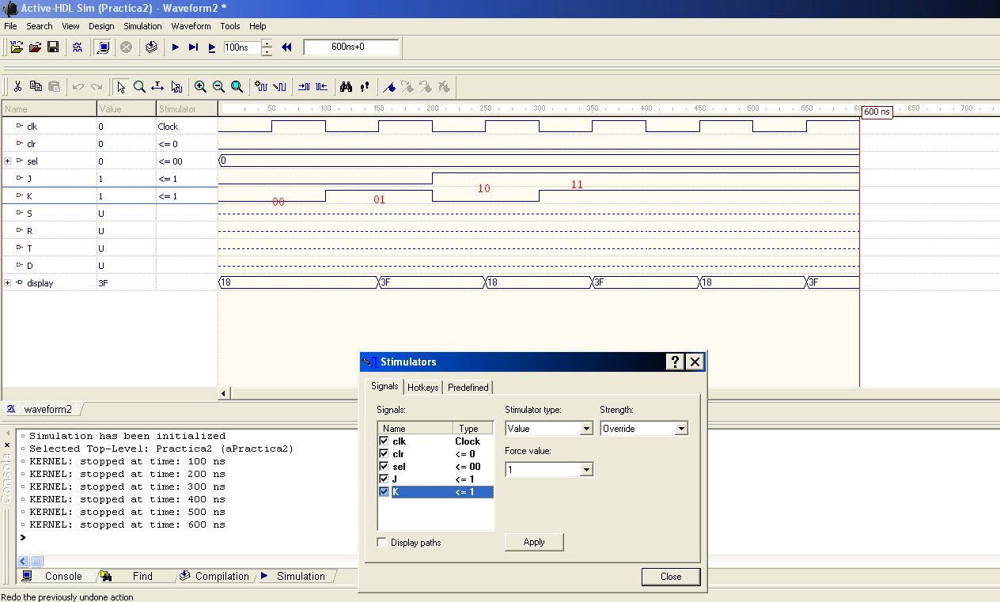 Active-HDL Sim (Practica2) - Waveform2 *
File Search View Design Simulation Waveform Tools Help
100ns 600ns+0
Name Value Stimulator 50 100 150 200 250 300 350 400 450 500 550 650 700
600 ns
clk 0 Clock
clr 0 <= 0
sel 0 <= 00 0
J 1 <= 1
K 1 <= 1
00 01 10 11
S U
R U
T U
D U
display 3F 18 3F 18 3F 18 3F
waveform2
Simulation has been initialized
Selected Top-Level: Practica2 (aPractica2)
KERNEL: stopped at time: 100 ns
KERNEL: stopped at time: 200 ns
KERNEL: stopped at time: 300 ns
KERNEL: stopped at time: 400 ns
KERNEL: stopped at time: 500 ns
KERNEL: stopped at time: 600 ns
>
Consola
Console Find Compilation Simulation
Redo the previously undone action
Stimulators
Signals Hotkeys Predefined
Signals: Stimulator type: Strength:
Name Type Value Override
clk Clock
clr <= 0 Force value:
sel <= 00 1
J <= 1
K <= 1
Display paths Apply
Close